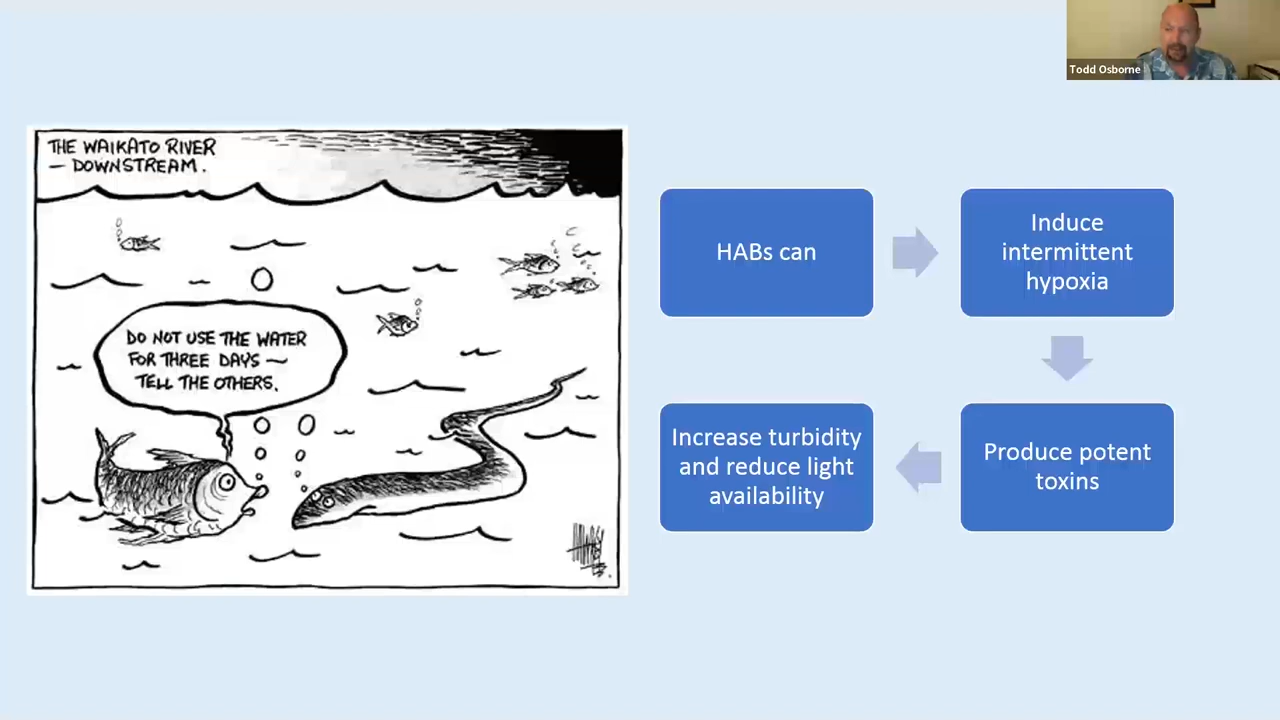 Todd Osborne
THE WAIKATO RIVER
— DOWNSTREAM.
DO NOT USE THE WATER
FOR THREE DAYS —
TELL THE OTHERS.
HABs can
Induce
intermittent
hypoxia
Produce potent
toxins
Increase turbidity
and reduce light
availability